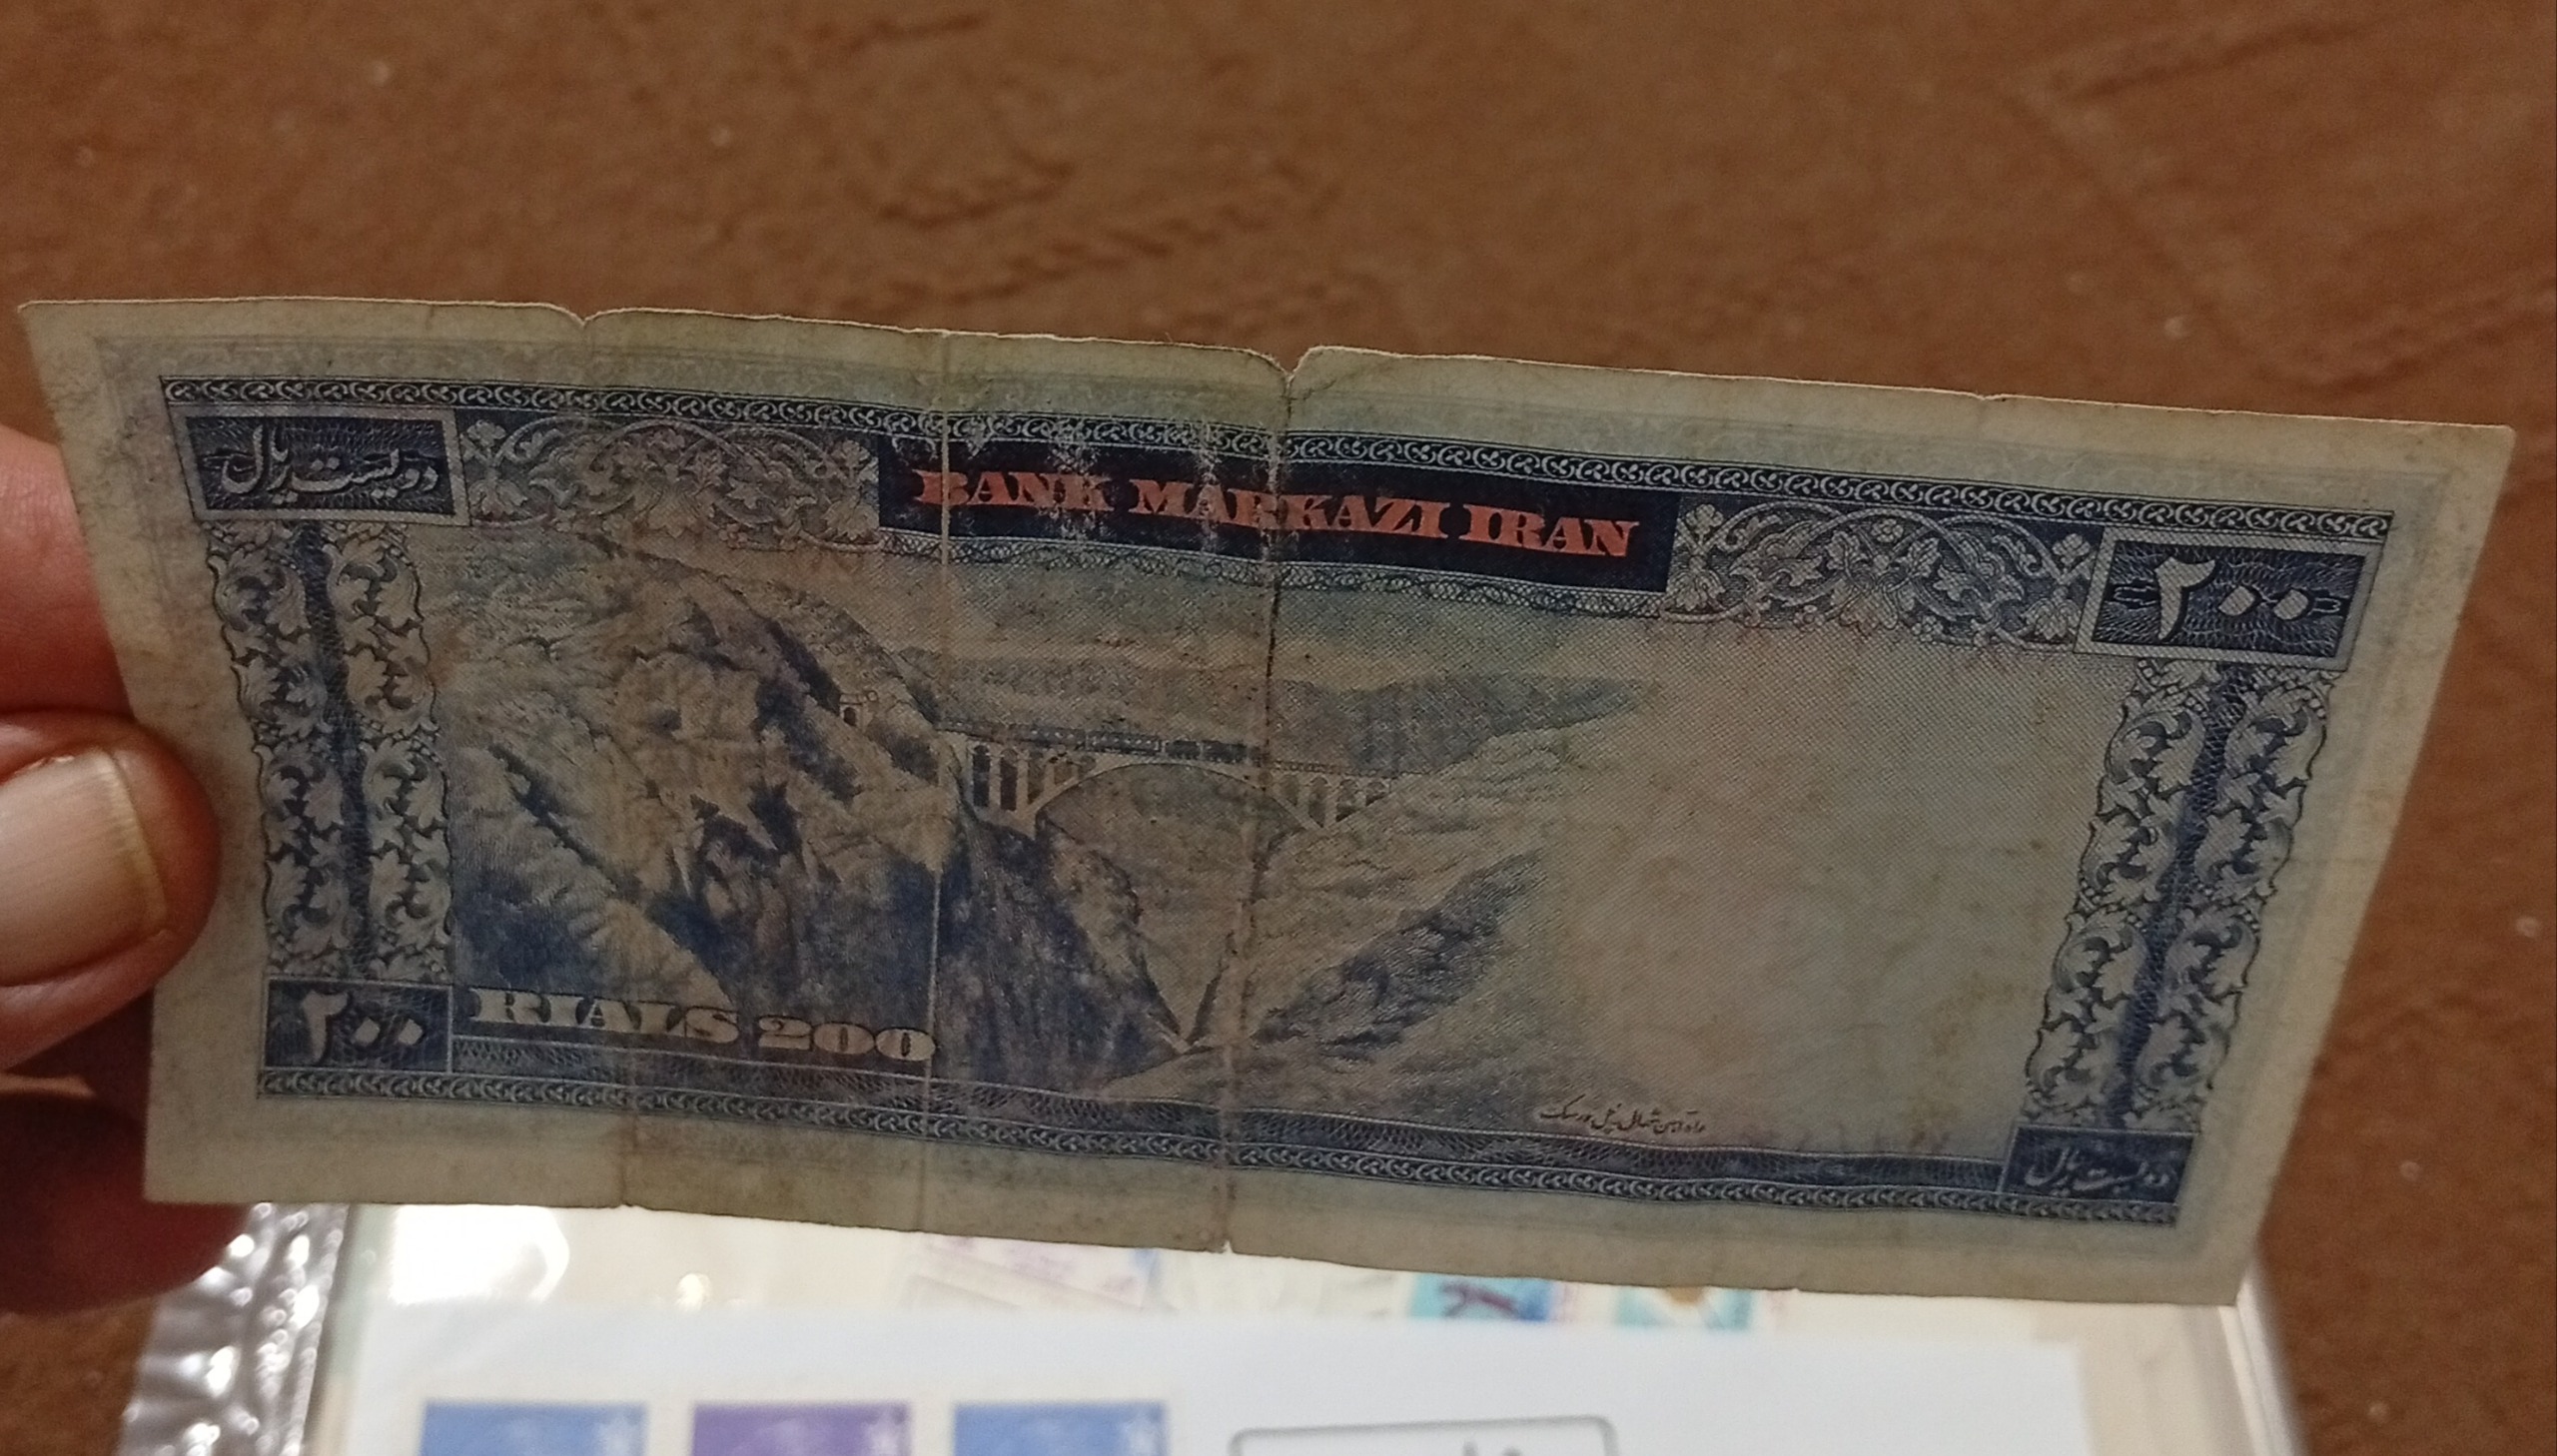 دویست ریال
BANK MARKAZI IRAN
۲۰۰
۲۰۰
RIALS 200
راه آهن شمال پل ورسک
دویست ریال